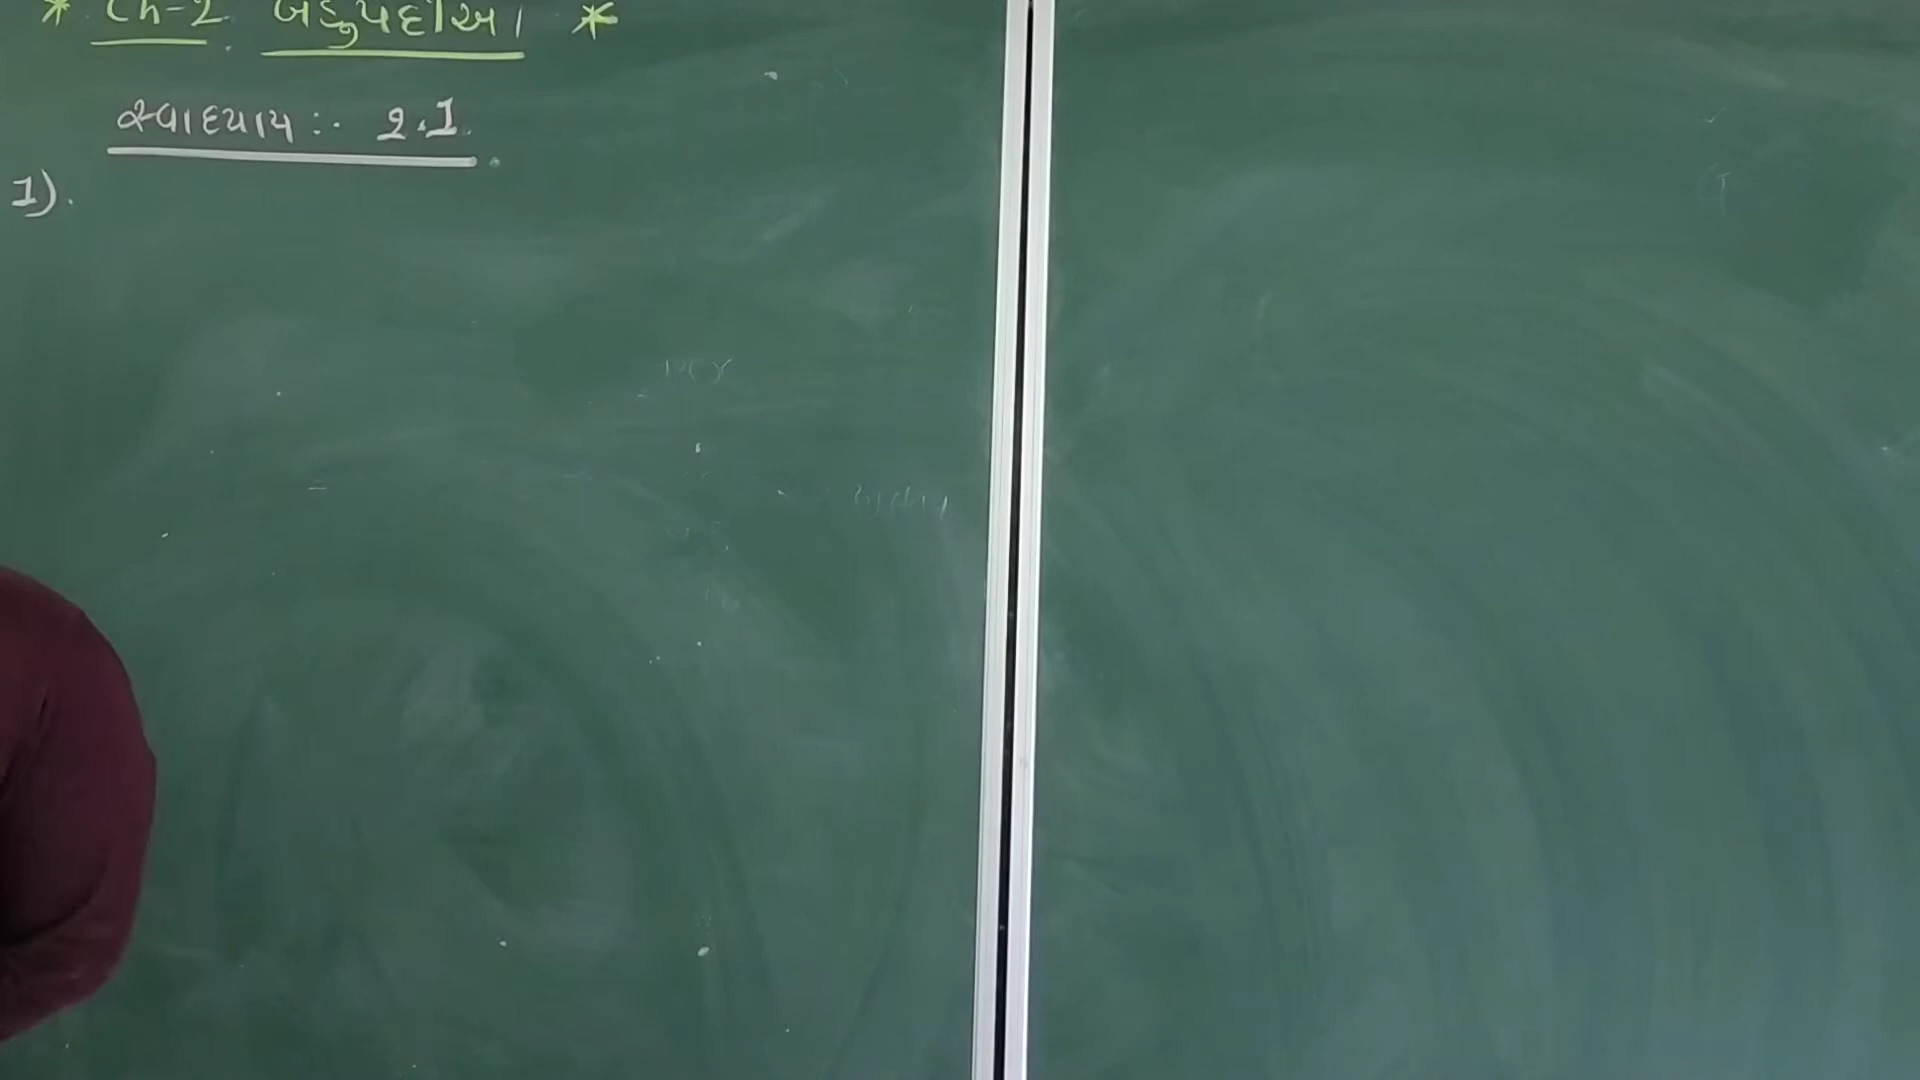 * Ch-2. બહુપદીઓ। *
સ્વાધ્યાય :- 2.1
1).